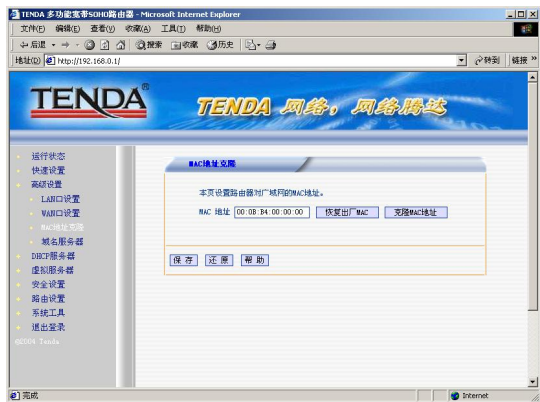 TENDA 多功能宽带SOHO路由器 - Microsoft Internet Explorer
文件(F) 编辑(E) 查看(V) 收藏(A) 工具(T) 帮助(H)
后退 搜索 收藏 历史
地址(D) http://192.168.0.1/ 转到 链接 »
TENDA® TENDA 网络，网络腾达
运行状态
快速设置
高级设置
LAN口设置
WAN口设置
MAC地址克隆
域名服务器
DHCP服务器
虚拟服务器
安全设置
路由设置
系统工具
退出登录
©2004 Tenda
MAC地址克隆
本页设置路由器对广域网的MAC地址。
MAC 地址 00:0B:B4:00:00:00 恢复出厂MAC 克隆MAC地址
保 存 还 原 帮 助
完成 Internet